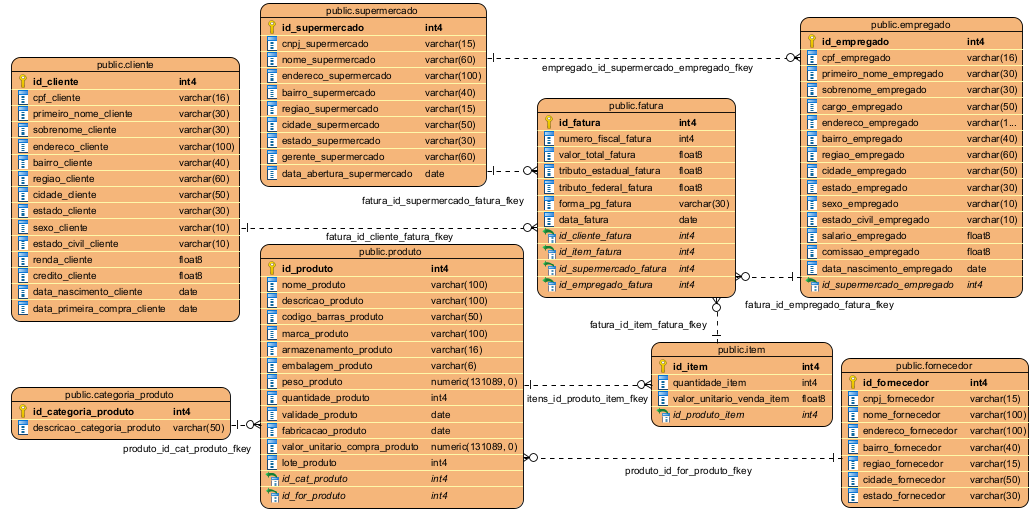 public.supermercado
id_supermercado int4
cnpj_supermercado varchar(15)
nome_supermercado varchar(60)
endereco_supermercado varchar(100)
bairro_supermercado varchar(40)
regiao_supermercado varchar(15)
cidade_supermercado varchar(50)
estado_supermercado varchar(30)
gerente_supermercado varchar(60)
data_abertura_supermercado date
public.empregado
id_empregado int4
cpf_empregado varchar(16)
primeiro_nome_empregado varchar(30)
sobrenome_empregado varchar(30)
cargo_empregado varchar(50)
endereco_empregado varchar(1...
bairro_empregado varchar(40)
regiao_empregado varchar(60)
cidade_empregado varchar(50)
estado_empregado varchar(30)
sexo_empregado varchar(10)
estado_civil_empregado varchar(10)
salario_empregado float8
comissao_empregado float8
data_nascimento_empregado date
id_supermercado_empregado int4
empregado_id_supermercado_empregado_fkey
public.cliente
id_cliente int4
cpf_cliente varchar(16)
primeiro_nome_cliente varchar(30)
sobrenome_cliente varchar(30)
endereco_cliente varchar(100)
bairro_cliente varchar(40)
regiao_cliente varchar(60)
cidade_cliente varchar(50)
estado_cliente varchar(30)
sexo_cliente varchar(10)
estado_civil_cliente varchar(10)
renda_cliente float8
credito_cliente float8
data_nascimento_cliente date
data_primeira_compra_cliente date
public.fatura
id_fatura int4
numero_fiscal_fatura int4
valor_total_fatura float8
tributo_estadual_fatura float8
tributo_federal_fatura float8
forma_pg_fatura varchar(30)
data_fatura date
id_cliente_fatura int4
id_item_fatura int4
id_supermercado_fatura int4
id_empregado_fatura int4
fatura_id_supermercado_fatura_fkey
fatura_id_cliente_fatura_fkey
fatura_id_empregado_fatura_fkey
fatura_id_item_fatura_fkey
public.produto
id_produto int4
nome_produto varchar(100)
descricao_produto varchar(100)
codigo_barras_produto varchar(50)
marca_produto varchar(100)
armazenamento_produto varchar(16)
embalagem_produto varchar(6)
peso_produto numeric(131089, 0)
quantidade_produto int4
validade_produto date
fabricacao_produto date
valor_unitario_compra_produto numeric(131089, 0)
lote_produto int4
id_cat_produto int4
id_for_produto int4
public.item
id_item int4
quantidade_item int4
valor_unitario_venda_item float8
id_produto_item int4
itens_id_produto_item_fkey
public.fornecedor
id_fornecedor int4
cnpj_fornecedor varchar(15)
nome_fornecedor varchar(100)
endereco_fornecedor varchar(100)
bairro_fornecedor varchar(40)
regiao_fornecedor varchar(15)
cidade_fornecedor varchar(50)
estado_fornecedor varchar(30)
public.categoria_produto
id_categoria_produto int4
descricao_categoria_produto varchar(50)
produto_id_cat_produto_fkey
produto_id_for_produto_fkey